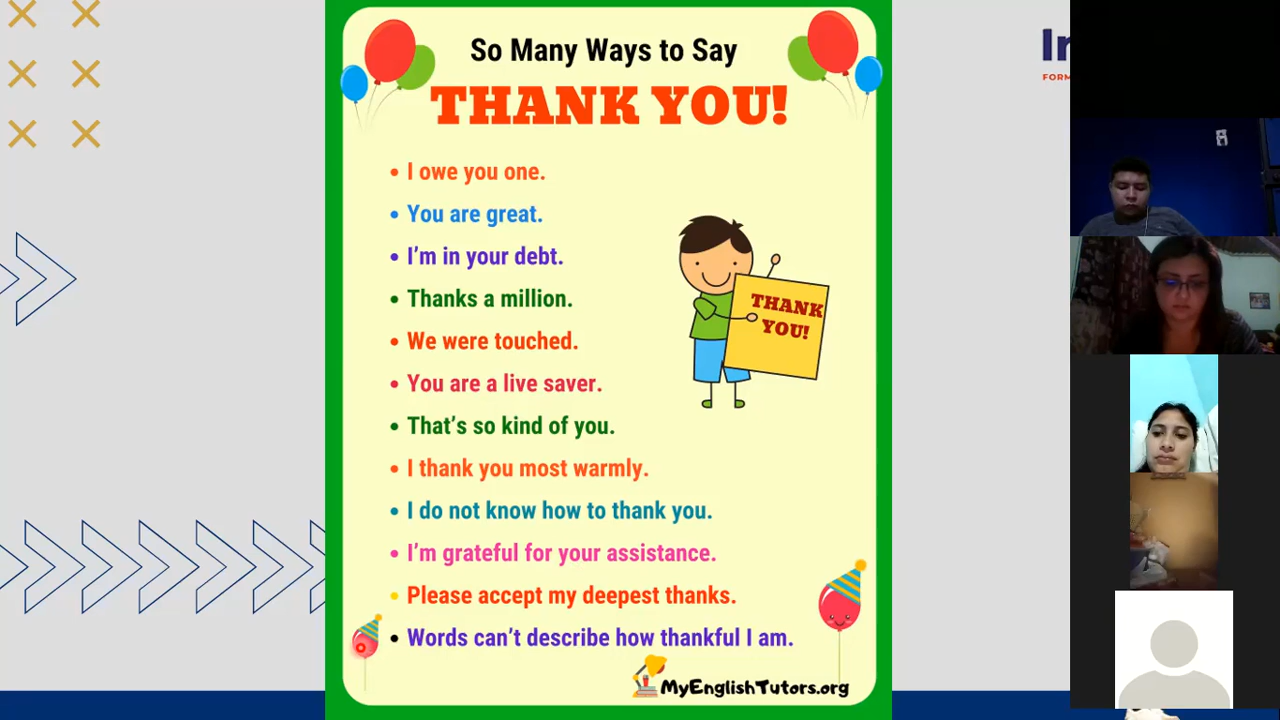 So Many Ways to Say
THANK YOU!
• I owe you one.
• You are great.
• I'm in your debt.
• Thanks a million.
• We were touched.
• You are a live saver.
• That's so kind of you.
• I thank you most warmly.
• I do not know how to thank you.
• I'm grateful for your assistance.
• Please accept my deepest thanks.
• Words can't describe how thankful I am.
THANK
YOU!
MyEnglishTutors.org
In
FORM